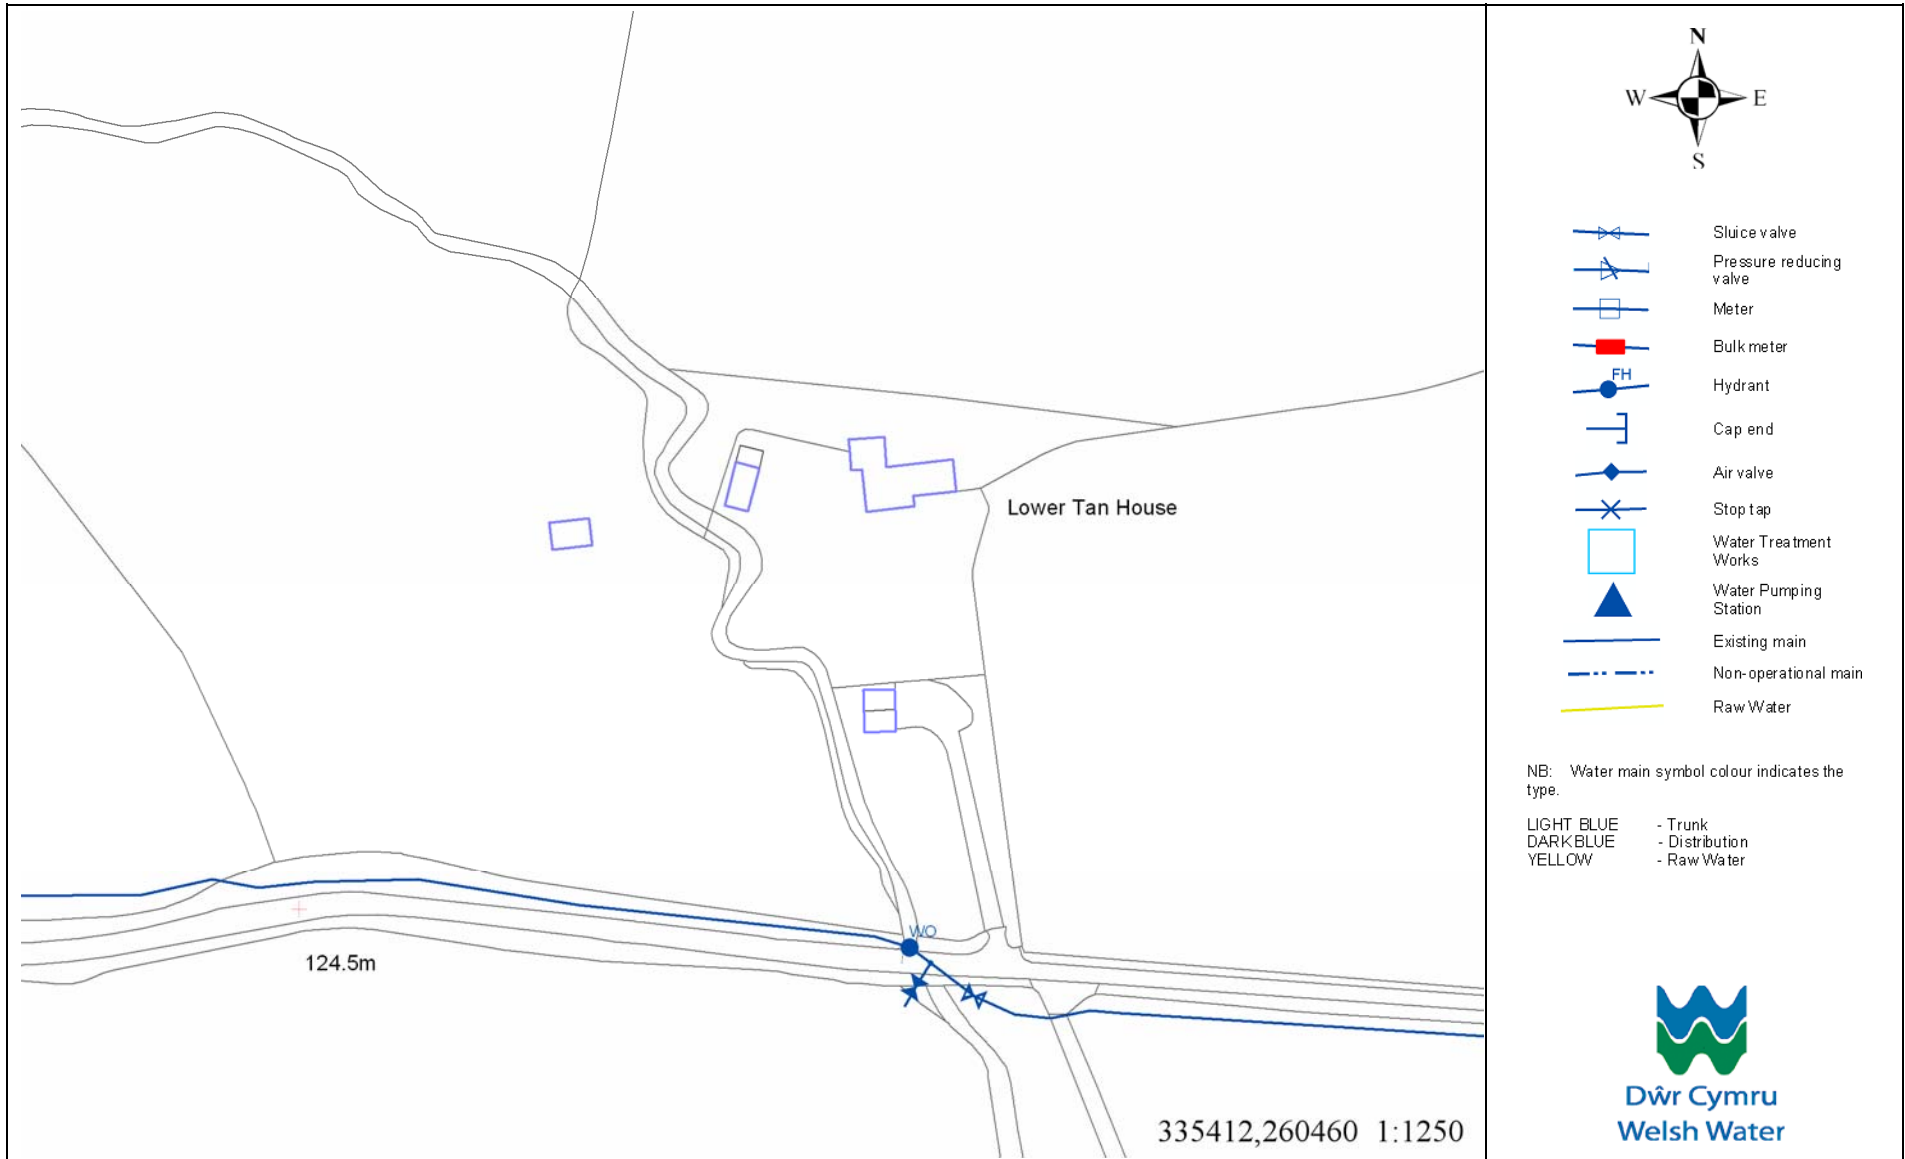 Lower Tan House
WO
124.5m
335412,260460 1:1250
N
W E
S
Sluice valve
Pressure reducing
valve
Meter
Bulk meter
FH
Hydrant
Cap end
Air valve
Stop tap
Water Treatment
Works
Water Pumping
Station
Existing main
Non-operational main
Raw Water
NB: Water main symbol colour indicates the
type.
LIGHT BLUE - Trunk
DARK BLUE - Distribution
YELLOW - Raw Water
Dŵr Cymru
Welsh Water